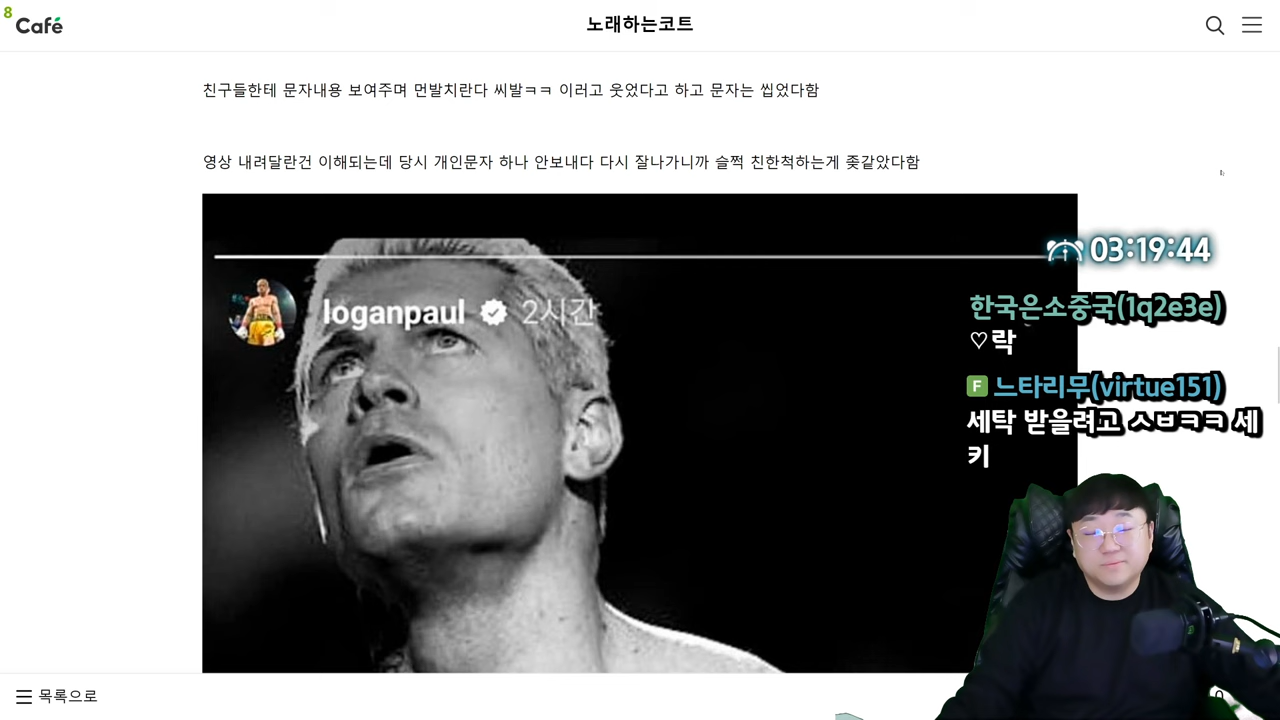 8
Café
노래하는코트
친구들한테 문자내용 보여주며 먼발치란다 씨발ㅋㅋ 이러고 웃었다고 하고 문자는 씹었다함
영상 내려달란건 이해되는데 당시 개인문자 하나 안보내다 다시 잘나가니까 슬쩍 친한척하는게 좆같았다함
03:19:44
loganpaul 2시간
한국은소중국(1q2e3e)
♡락
F 느타리무(virtue151)
세탁 받을려고 ㅅㅂㅋㅋ 세
키
목록으로